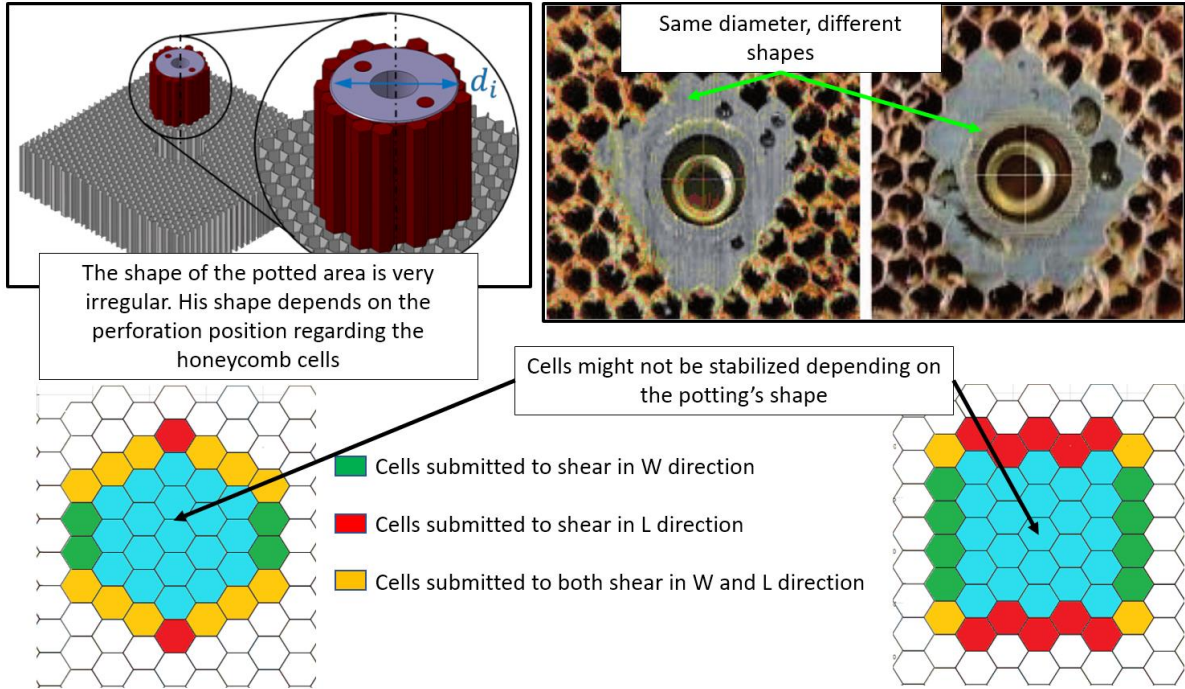 dᵢ
Same diameter, different
shapes
The shape of the potted area is very
irregular. His shape depends on the
perforation position regarding the
honeycomb cells
Cells might not be stabilized depending on
the potting’s shape
Cells submitted to shear in W direction
Cells submitted to shear in L direction
Cells submitted to both shear in W and L direction